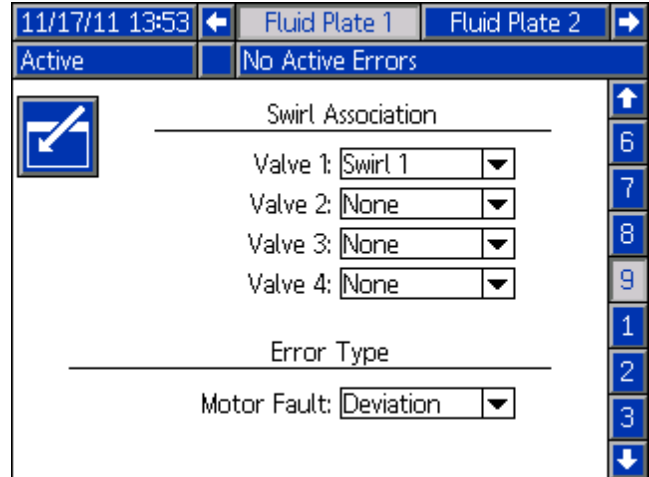 11/17/11 13:53 Fluid Plate 1 Fluid Plate 2
Active No Active Errors
Swirl Association
Valve 1: Swirl 1
Valve 2: None
Valve 3: None
Valve 4: None
Error Type
Motor Fault: Deviation
6
7
8
9
1
2
3